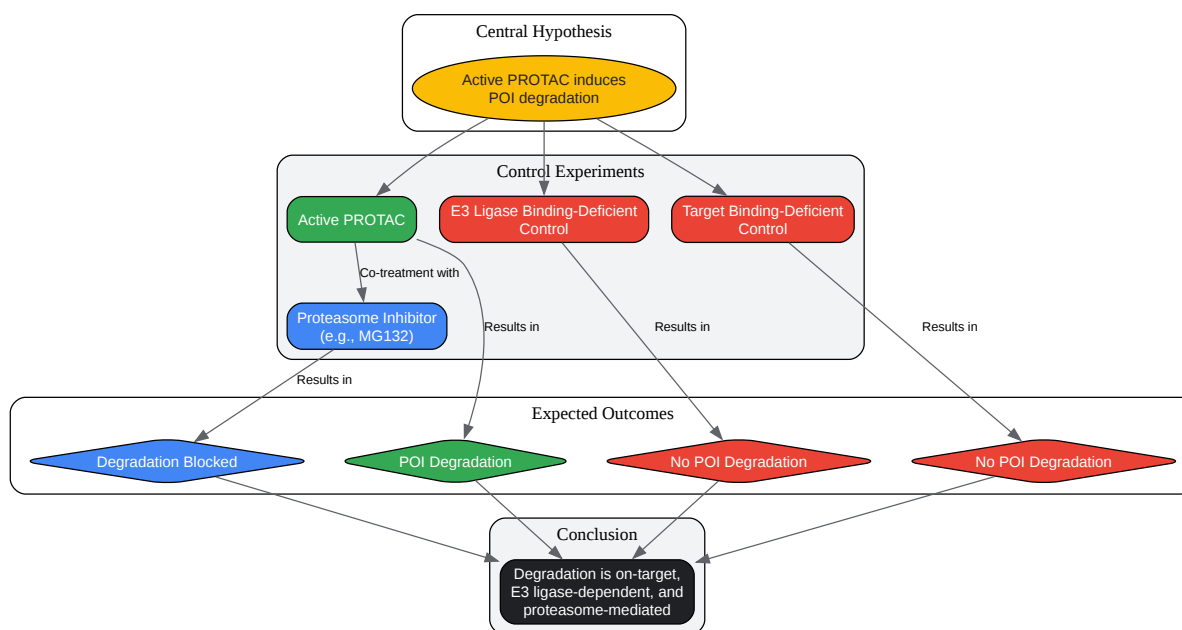 Central Hypothesis
Active PROTAC induces
POI degradation
Control Experiments
Active PROTAC
E3 Ligase Binding-Deficient
Control
Target Binding-Deficient
Control
Co-treatment with
Proteasome Inhibitor
(e.g., MG132)
Results in
Results in
Results in
Results in
Expected Outcomes
Degradation Blocked
POI Degradation
No POI Degradation
No POI Degradation
Conclusion
Degradation is on-target,
E3 ligase-dependent, and
proteasome-mediated